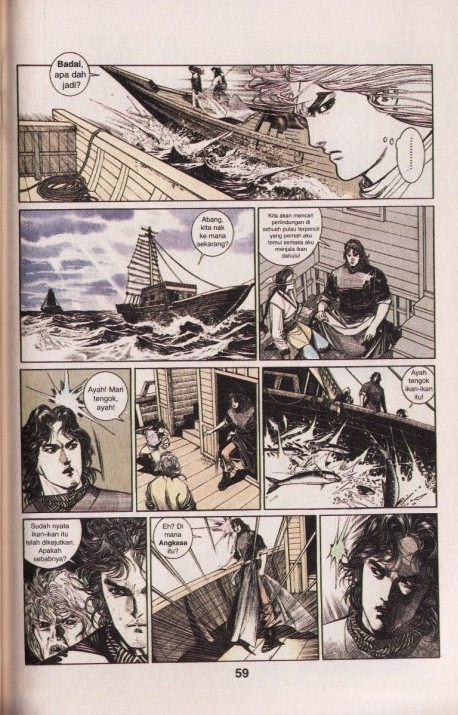 Badai,
apa dah
jadi?
Abang,
kita nak
ke mana
sekarang?
Kita akan mencari
perlindungan di
sebuah pulau terpencil
yang pernah aku
temui semasa aku
menjala ikan
dahulu!
Ayah! Mari
tengok,
ayah!
Ayah
tengok
ikan-ikan
itu!
Sudah nyata
ikan-ikan itu
telah dikejutkan.
Apakah
sebabnya?
Eh? Di
mana
Angkasa
itu?
59